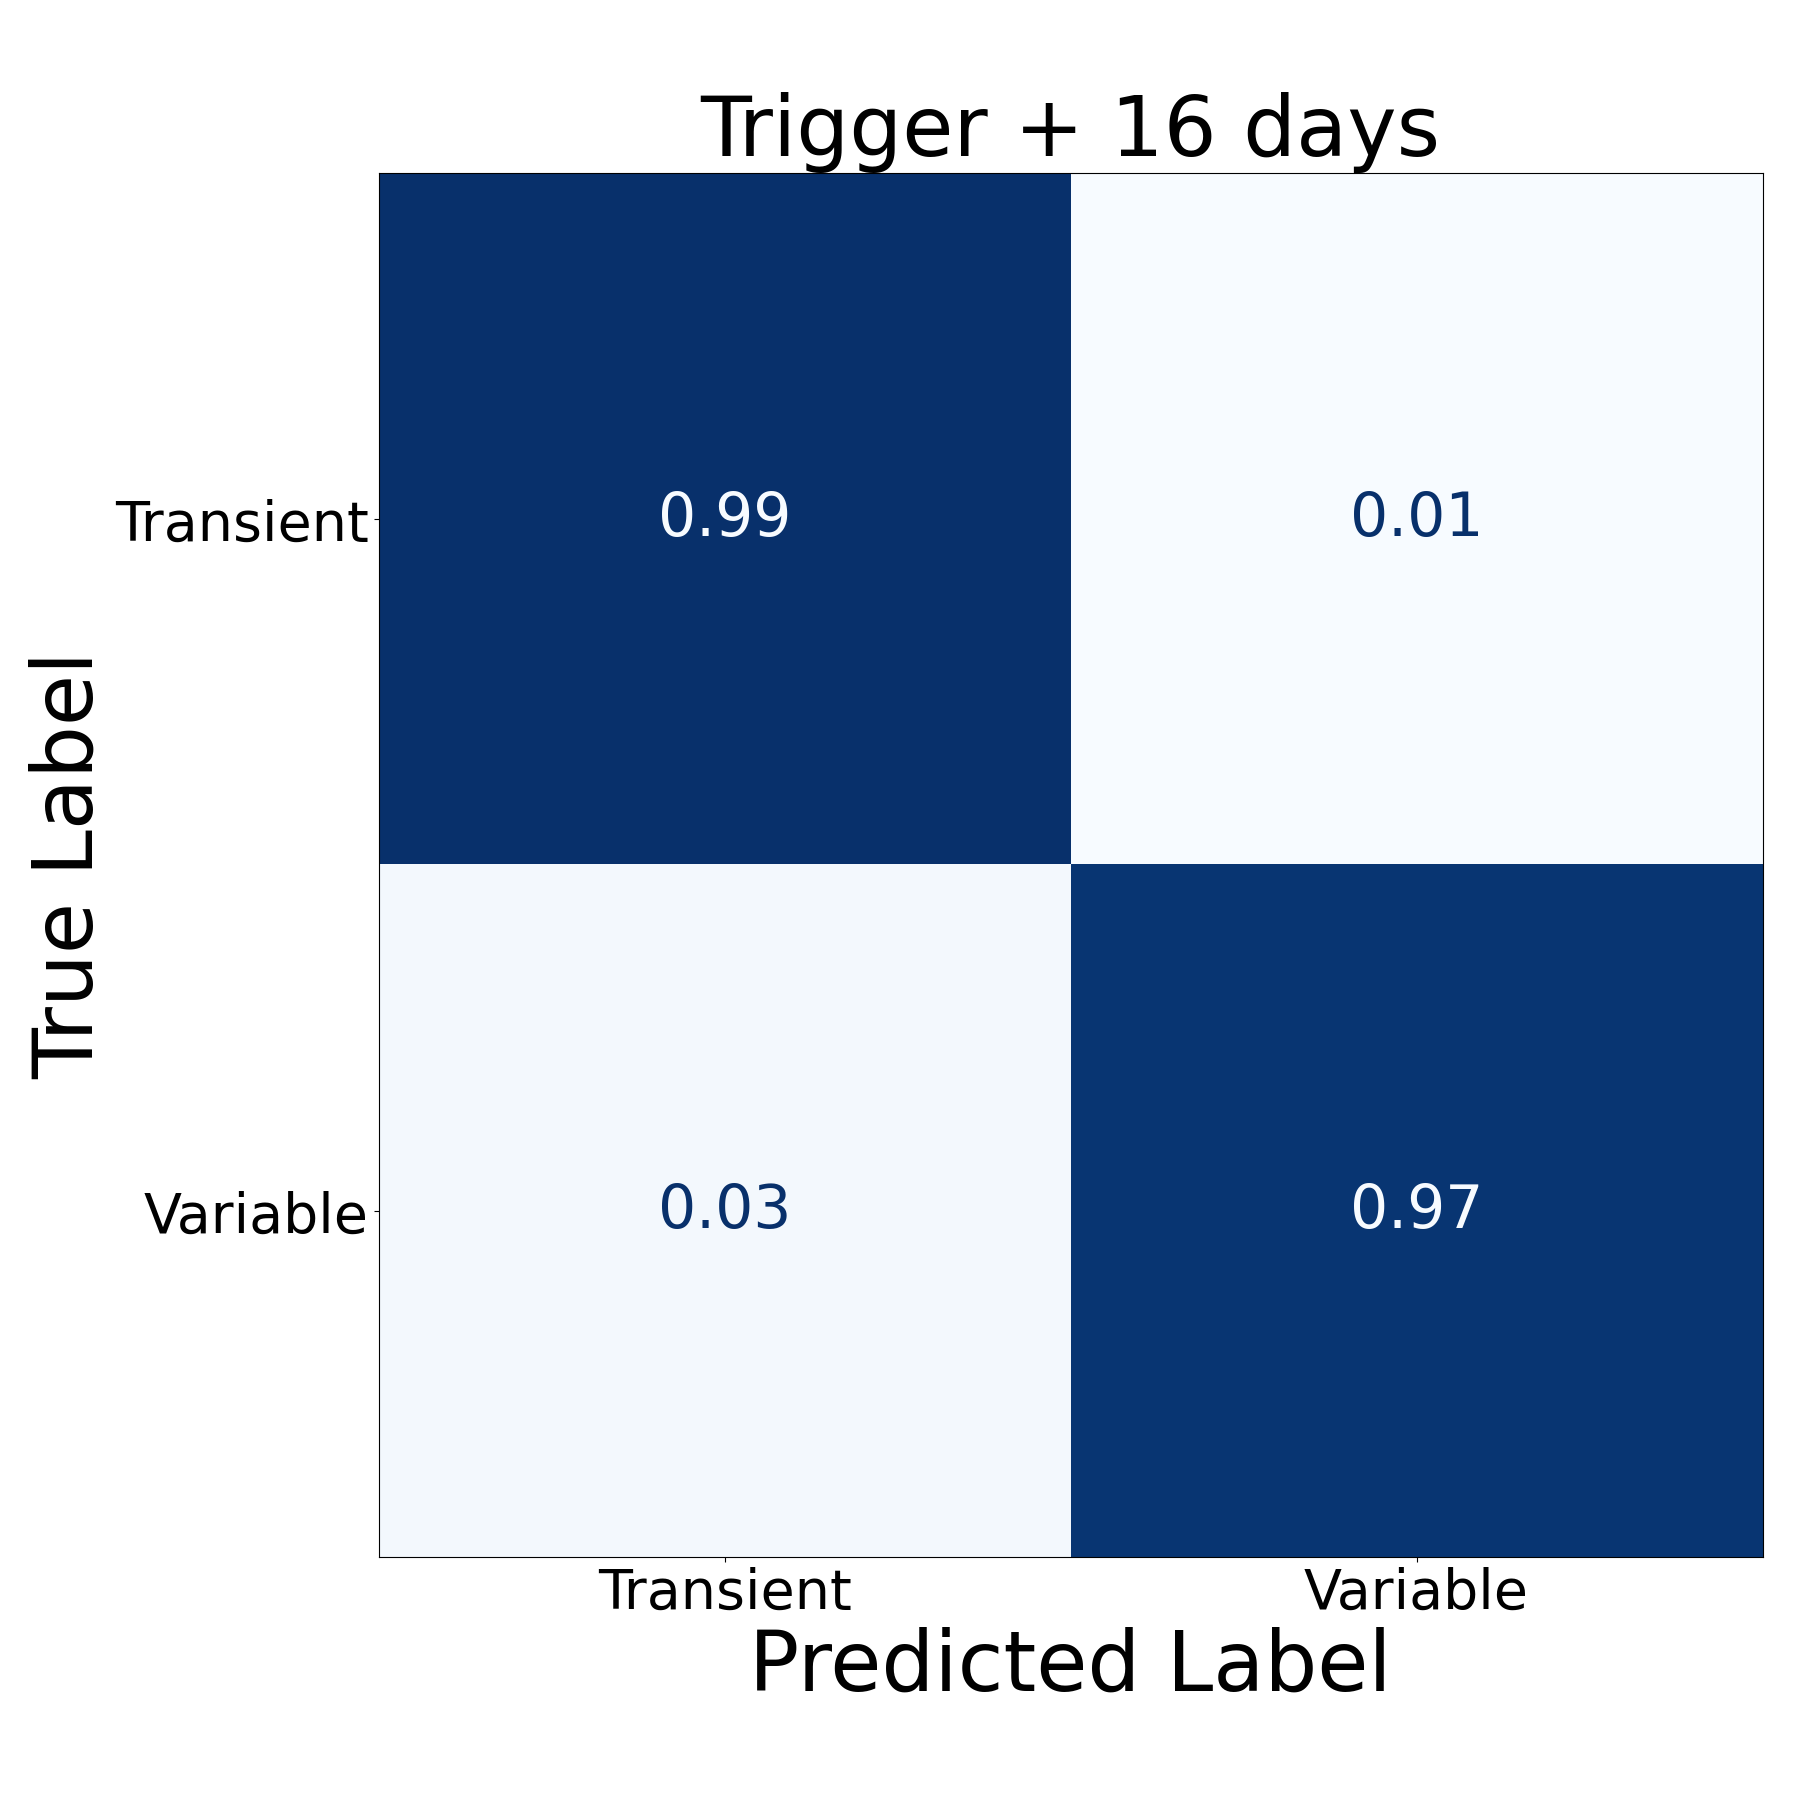 Trigger + 16 days
True Label
Transient
0.99
0.01
Variable
0.03
0.97
Transient
Variable
Predicted Label